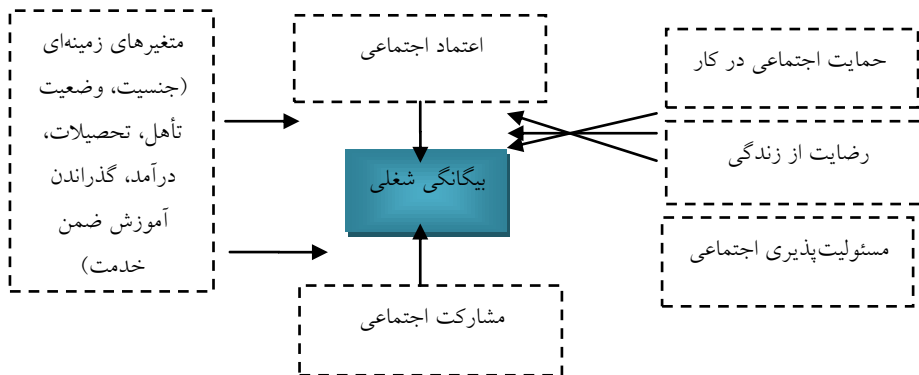 حمایت اجتماعی در کار
رضایت از زندگی
مسئولیت‌پذیری اجتماعی
اعتماد اجتماعی
بیگانگی شغلی
مشارکت اجتماعی
متغیرهای زمینه‌ای
(جنسیت، وضعیت
تأهل، تحصیلات،
درآمد، گذراندن
آموزش ضمن
خدمت)